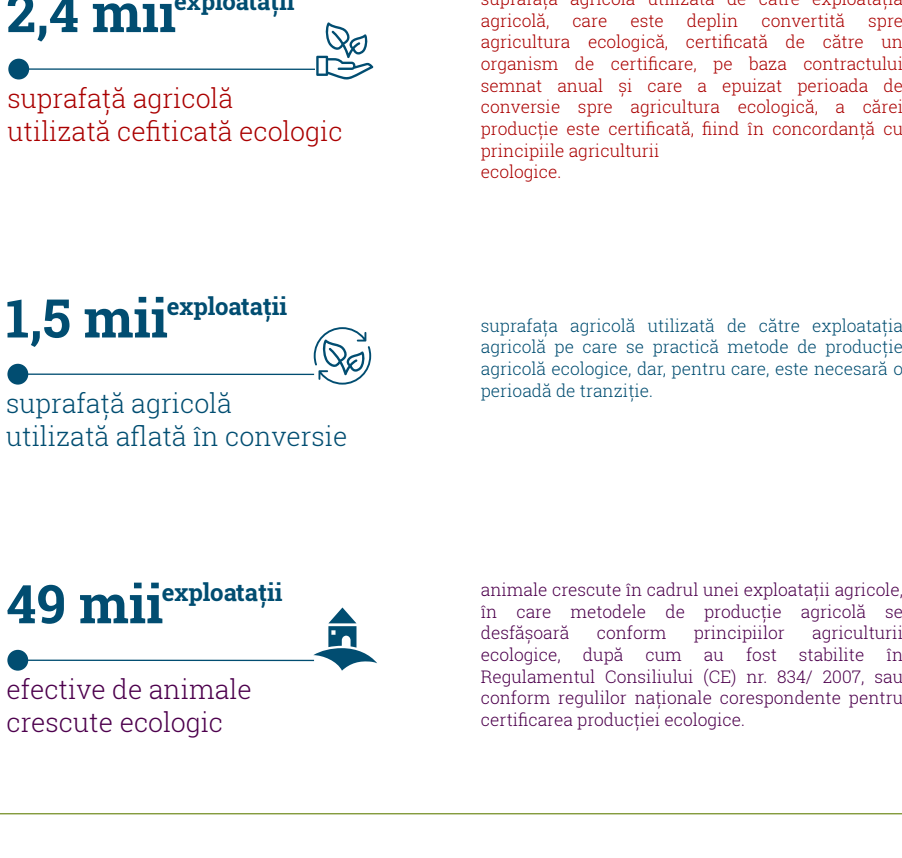 2,4 mii exploatații
suprafață agricolă
utilizată cefiticată ecologic
suprafața agricolă utilizată de către exploatația
agricolă, care este deplin convertită spre
agricultura ecologică, certificată de către un
organism de certificare, pe baza contractului
semnat anual și care a epuizat perioada de
conversie spre agricultura ecologică, a cărei
producție este certificată, fiind în concordanță cu
principiile agriculturii
ecologice.
1,5 mii exploatații
suprafață agricolă
utilizată aflată în conversie
suprafața agricolă utilizată de către exploatația
agricolă pe care se practică metode de producție
agricolă ecologice, dar, pentru care, este necesară o
perioadă de tranziție.
49 mii exploatații
efective de animale
crescute ecologic
animale crescute în cadrul unei exploatații agricole,
în care metodele de producție agricolă se
desfășoară conform principiilor agriculturii
ecologice, după cum au fost stabilite în
Regulamentul Consiliului (CE) nr. 834/ 2007, sau
conform regulilor naționale corespondente pentru
certificarea producției ecologice.